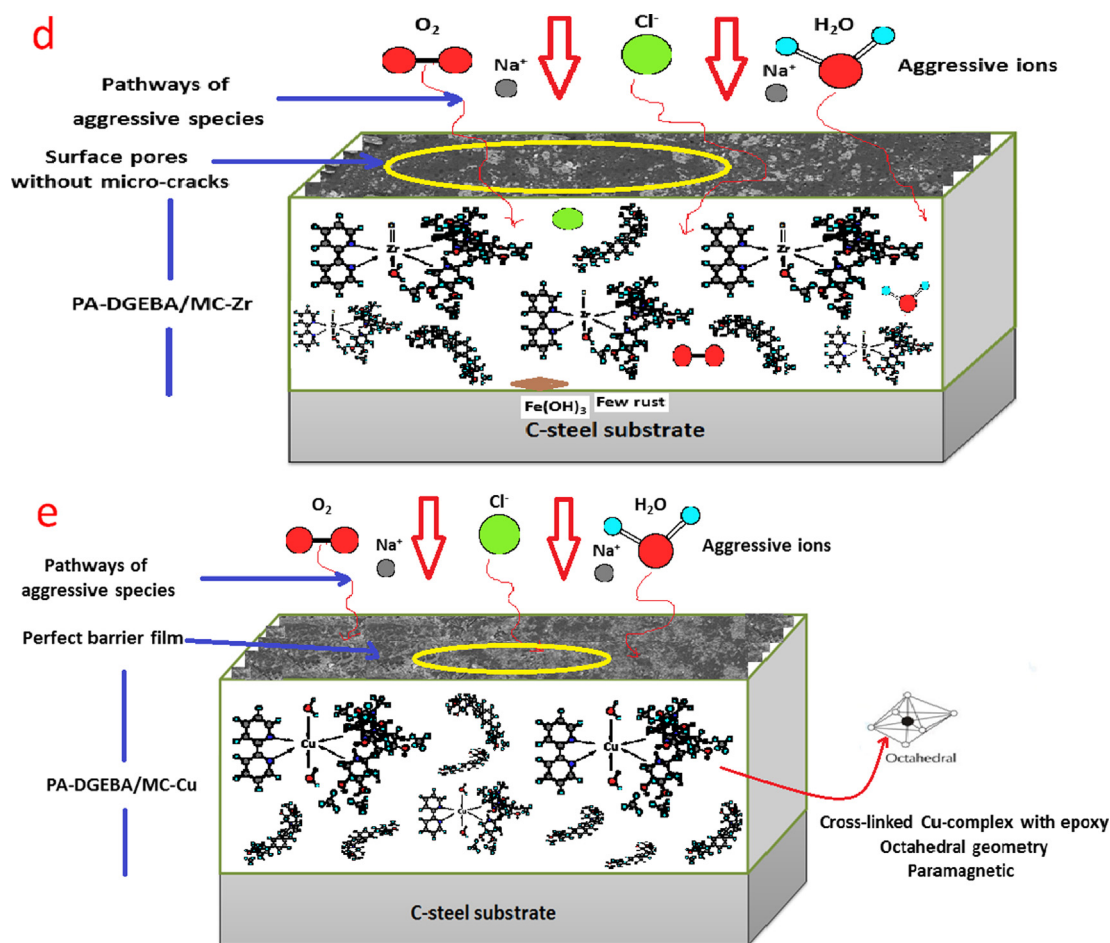 d
O₂
Cl⁻
H₂O
Na⁺
Na⁺
Aggressive ions
Pathways of
aggressive species
Surface pores
without micro-cracks
PA-DGEBA/MC-Zr
Zr
Zr
Zr
Zr
Zr
Fe(OH)₃
Few rust
C-steel substrate
e
O₂
Cl⁻
H₂O
Na⁺
Na⁺
Aggressive ions
Pathways of
aggressive species
Perfect barrier film
PA-DGEBA/MC-Cu
Cu
Cu
Cu
Octahedral
Cross-linked Cu-complex with epoxy
Octahedral geometry
Paramagnetic
C-steel substrate